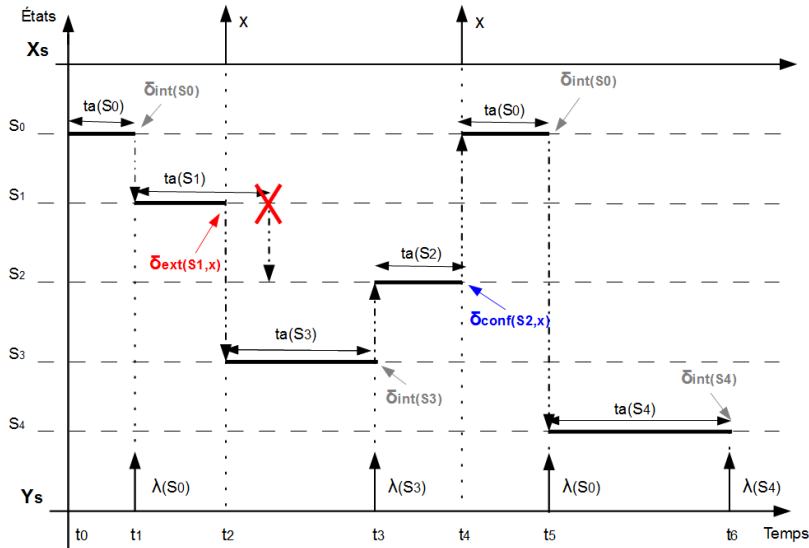 États
x x
Xs
δint(S0) δint(S0)
ta(S0) ta(S0)
S0
ta(S1)
S1
δext(S1,x)
ta(S2)
S2
δconf(S2,x)
ta(S3)
S3
δint(S3) δint(S4)
ta(S4)
S4
λ(S0) λ(S3) λ(S0) λ(S4)
Ys
t0 t1 t2 t3 t4 t5 t6 Temps